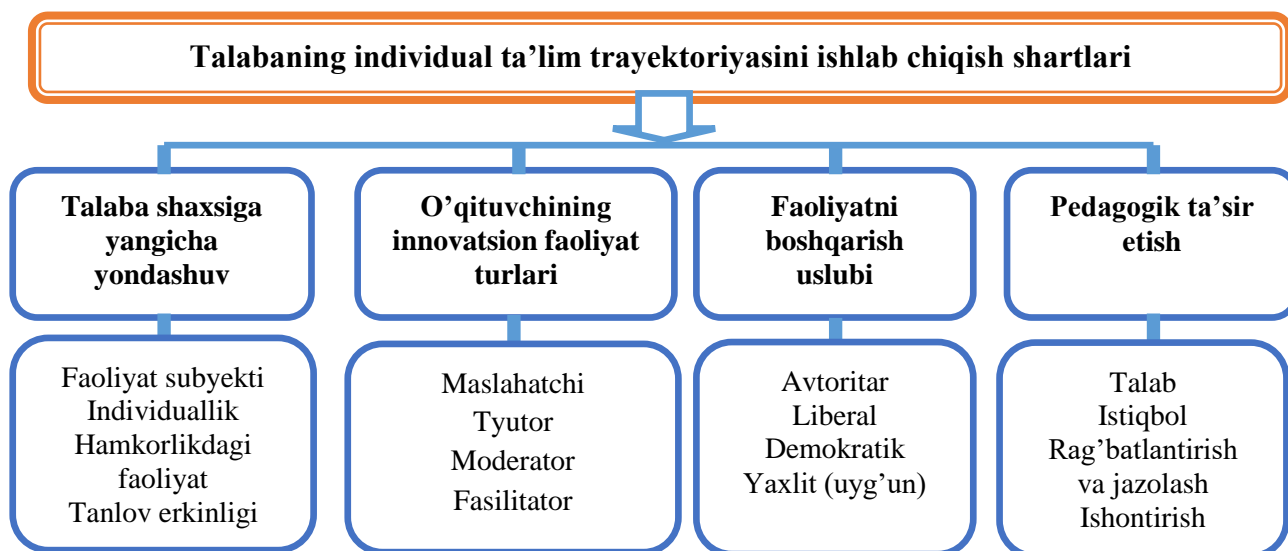 Talabaning individual ta’lim trayektoriyasini ishlab chiqish shartlari
Talaba shaxsiga
yangicha
yondashuv
O’qituvchining
innovatsion faoliyat
turlari
Faoliyatni
boshqarish
uslubi
Pedagogik ta’sir
etish
Faoliyat subyekti
Individuallik
Hamkorlikdagi
faoliyat
Tanlov erkinligi
Maslahatchi
Tyutor
Moderator
Fasilitator
Avtoritar
Liberal
Demokratik
Yaxlit (uyg’un)
Talab
Istiqbol
Rag’batlantirish
va jazolash
Ishontirish